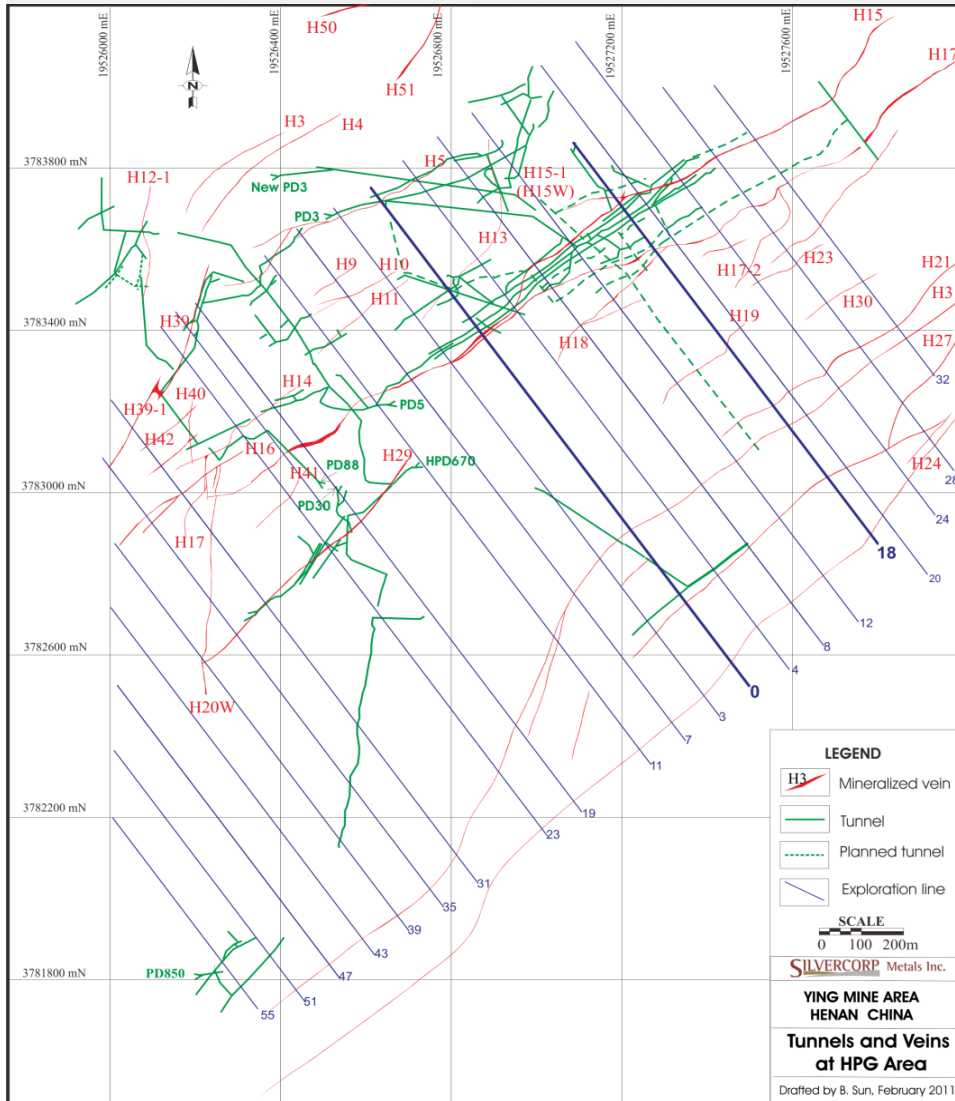 19526000 mE
19526400 mE
19526800 mE
19527200 mE
19527600 mE
H50
H51
H15
H17
N
H3
H4
3783800 mN
H5
H12-1
New PD3
H15-1
(H15W)
PD3
H13
H9
H10
H11
H17-2
H23
H21
H30
H3
H39
3783400 mN
H18
H19
H27
32
H14
H40
H39-1
PD5
H42
H16
H41
PD88
H29
HPD670
H24
28
3783000 mN
PD30
24
H17
18
20
12
8
3782600 mN
4
0
H20W
3
7
11
3782200 mN
19
23
31
35
39
43
47
51
55
PD850
3781800 mN
LEGEND
H3 Mineralized vein
Tunnel
Planned tunnel
Exploration line
SCALE
0 100 200m
SILVERCORP Metals Inc.
YING MINE AREA
HENAN CHINA
Tunnels and Veins
at HPG Area
Drafted by B. Sun, February 2011